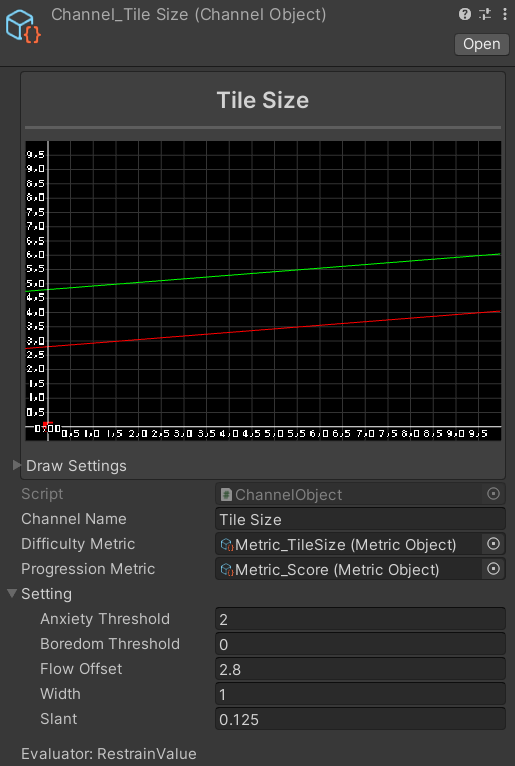 Channel_Tile Size (Channel Object)
Open
Tile Size
9,5
9,0
8,5
8,0
7,5
7,0
6,5
6,0
5,5
5,0
4,5
4,0
3,5
3,0
2,5
2,0
1,5
1,0
0,5
0,5 1,0 1,5 2,0 2,5 3,0 3,5 4,0 4,5 5,0 5,5 6,0 6,5 7,0 7,5 8,0 8,5 9,0 9,5
Draw Settings
Script ChannelObject
Channel Name Tile Size
Difficulty Metric Metric_TileSize (Metric Object)
Progression Metric Metric_Score (Metric Object)
Setting
Anxiety Threshold 2
Boredom Threshold 0
Flow Offset 2.8
Width 1
Slant 0.125
Evaluator: RestrainValue